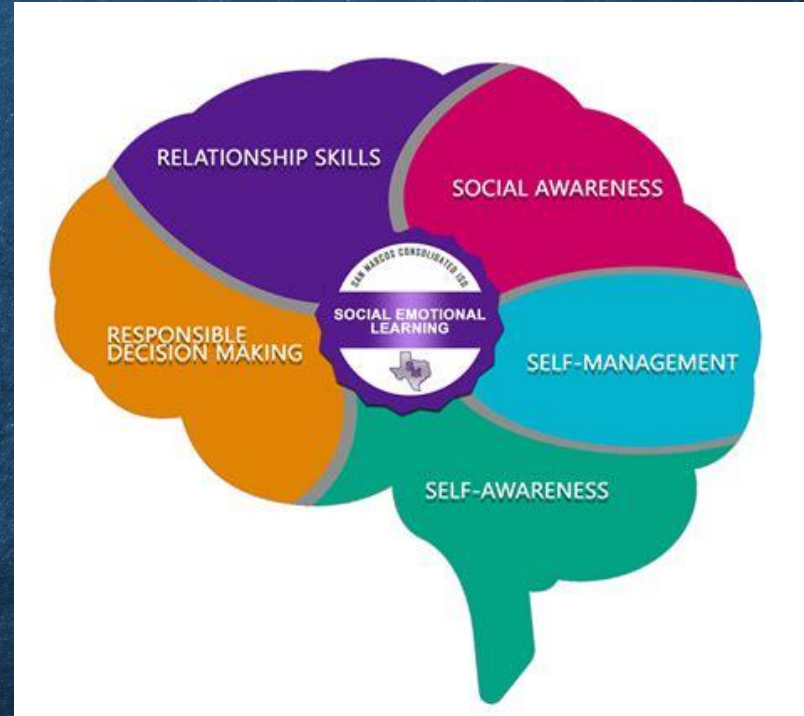 RELATIONSHIP SKILLS
SOCIAL AWARENESS
SAN MARCOS CONSOLIDATED ISD
SOCIAL EMOTIONAL
LEARNING
RESPONSIBLE
DECISION MAKING
SELF-MANAGEMENT
SELF-AWARENESS